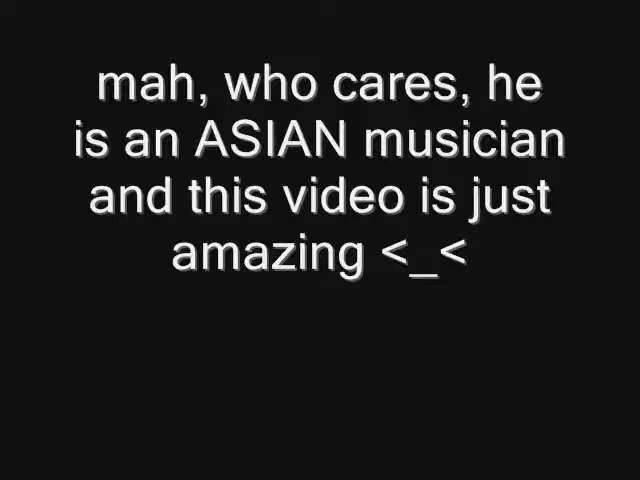 mah, who cares, he
is an ASIAN musician
and this video is just
amazing <_<